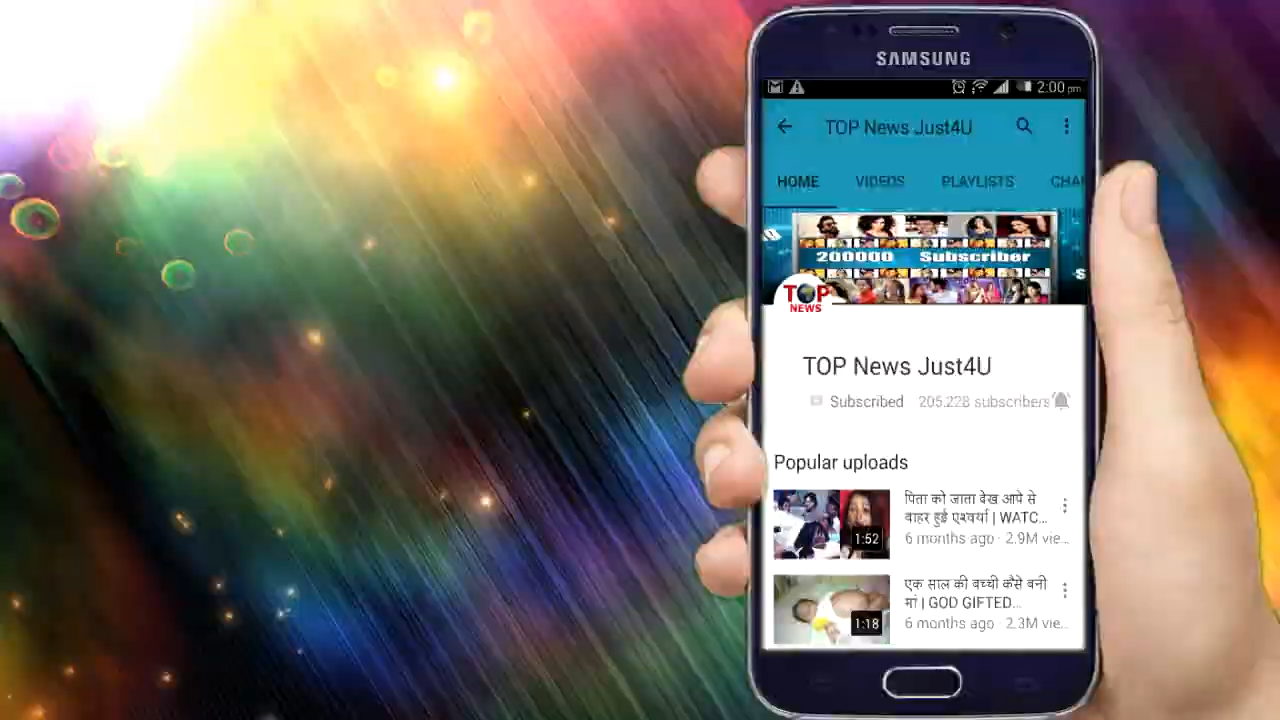 SAMSUNG
2:00 pm
TOP News Just4U
HOME VIDEOS PLAYLISTS CHA
200000 Subscriber
TOP
NEWS
TOP News Just4U
Subscribed 205,228 subscribers
Popular uploads
पिता को जाता देख आपे से
बाहर हुई एश्वर्या | WATC...
1:52
6 months ago · 2.9M vie...
एक साल की बच्ची कैसे बनी
मां | GOD GIFTED...
1:18
6 months ago · 2.3M vie...